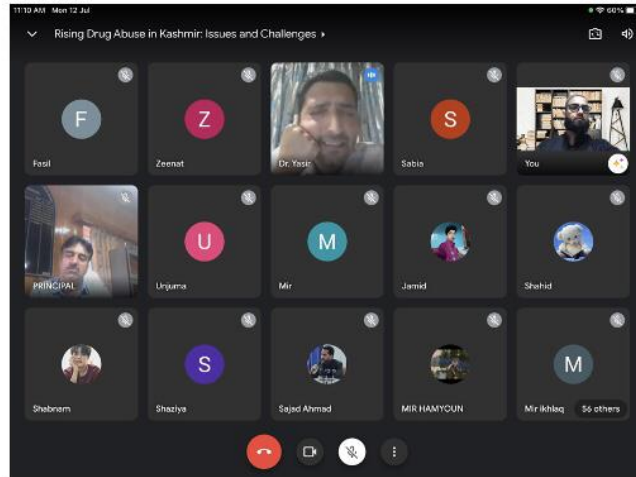 11:10 AM Mon 12 Jul
60%
Rising Drug Abuse in Kashmir: Issues and Challenges
F
Z
S
Fasil
Zeenat
Dr. Yasir
Sabia
You
U
M
PRINCIPAL
Unjuma
Mir
Jamid
Shahid
S
M
Shabnam
Shaziya
Sajad Ahmad
MIR HAMYOUN
Mir ikhlaq
56 others